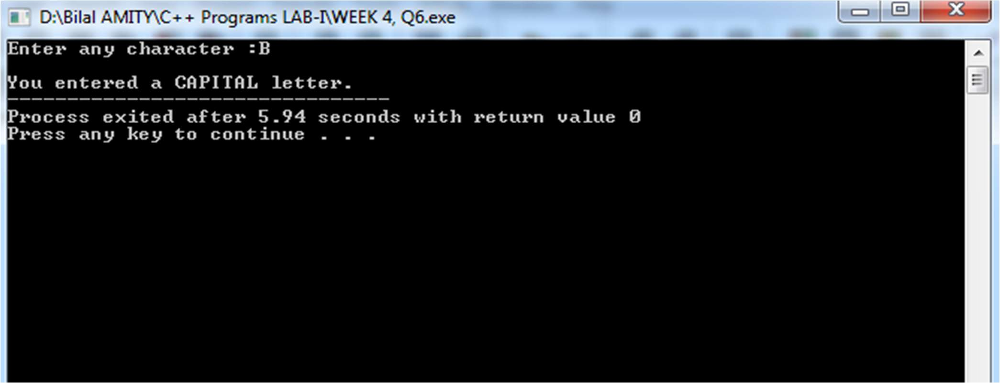 D:\Bilal AMITY\C++ Programs LAB-I\WEEK 4, Q6.exe
Enter any character :B
You entered a CAPITAL letter.
--------------------------------
Process exited after 5.94 seconds with return value 0
Press any key to continue . . .